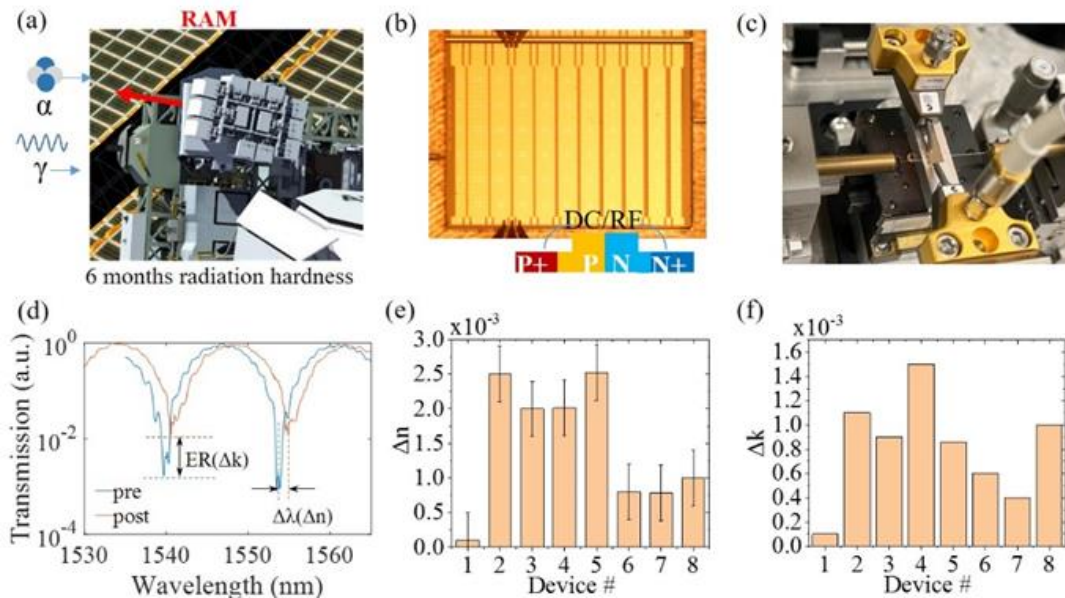 (a)
RAM
α
γ
6 months radiation hardness
(b)
DC/RF
P+ P N N+
(c)
(d)
Transmission (a.u.)
10^0
10^-2
10^-4
ER(Δk)
pre
post
Δλ(Δn)
1530 1540 1550 1560
Wavelength (nm)
(e)
x10^-3
Δn
3.0
2.5
2.0
1.5
1.0
0.5
0.0
1 2 3 4 5 6 7 8
Device #
(f)
x10^-3
Δk
1.6
1.4
1.2
1.0
0.8
0.6
0.4
0.2
0.0
1 2 3 4 5 6 7 8
Device #